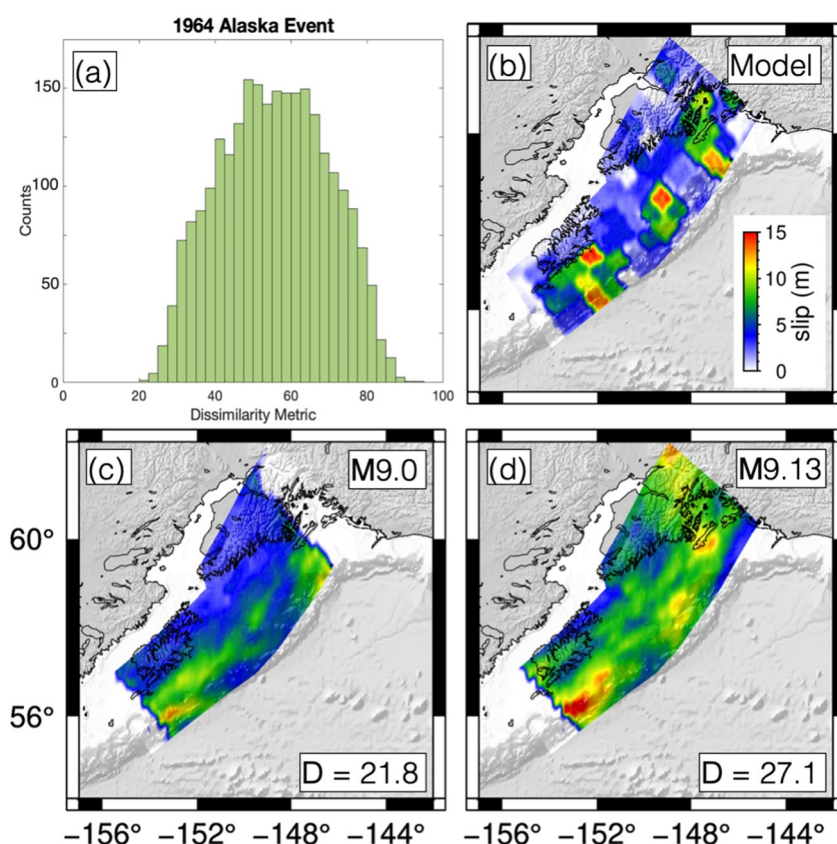 1964 Alaska Event
(a)
150
100
50
0
Counts
0 20 40 60 80 100
Dissimilarity Metric
(b)
Model
15
10
5
0
slip (m)
(c)
M9.0
60°
56°
D = 21.8
−156° −152° −148° −144°
(d)
M9.13
D = 27.1
−156° −152° −148° −144°